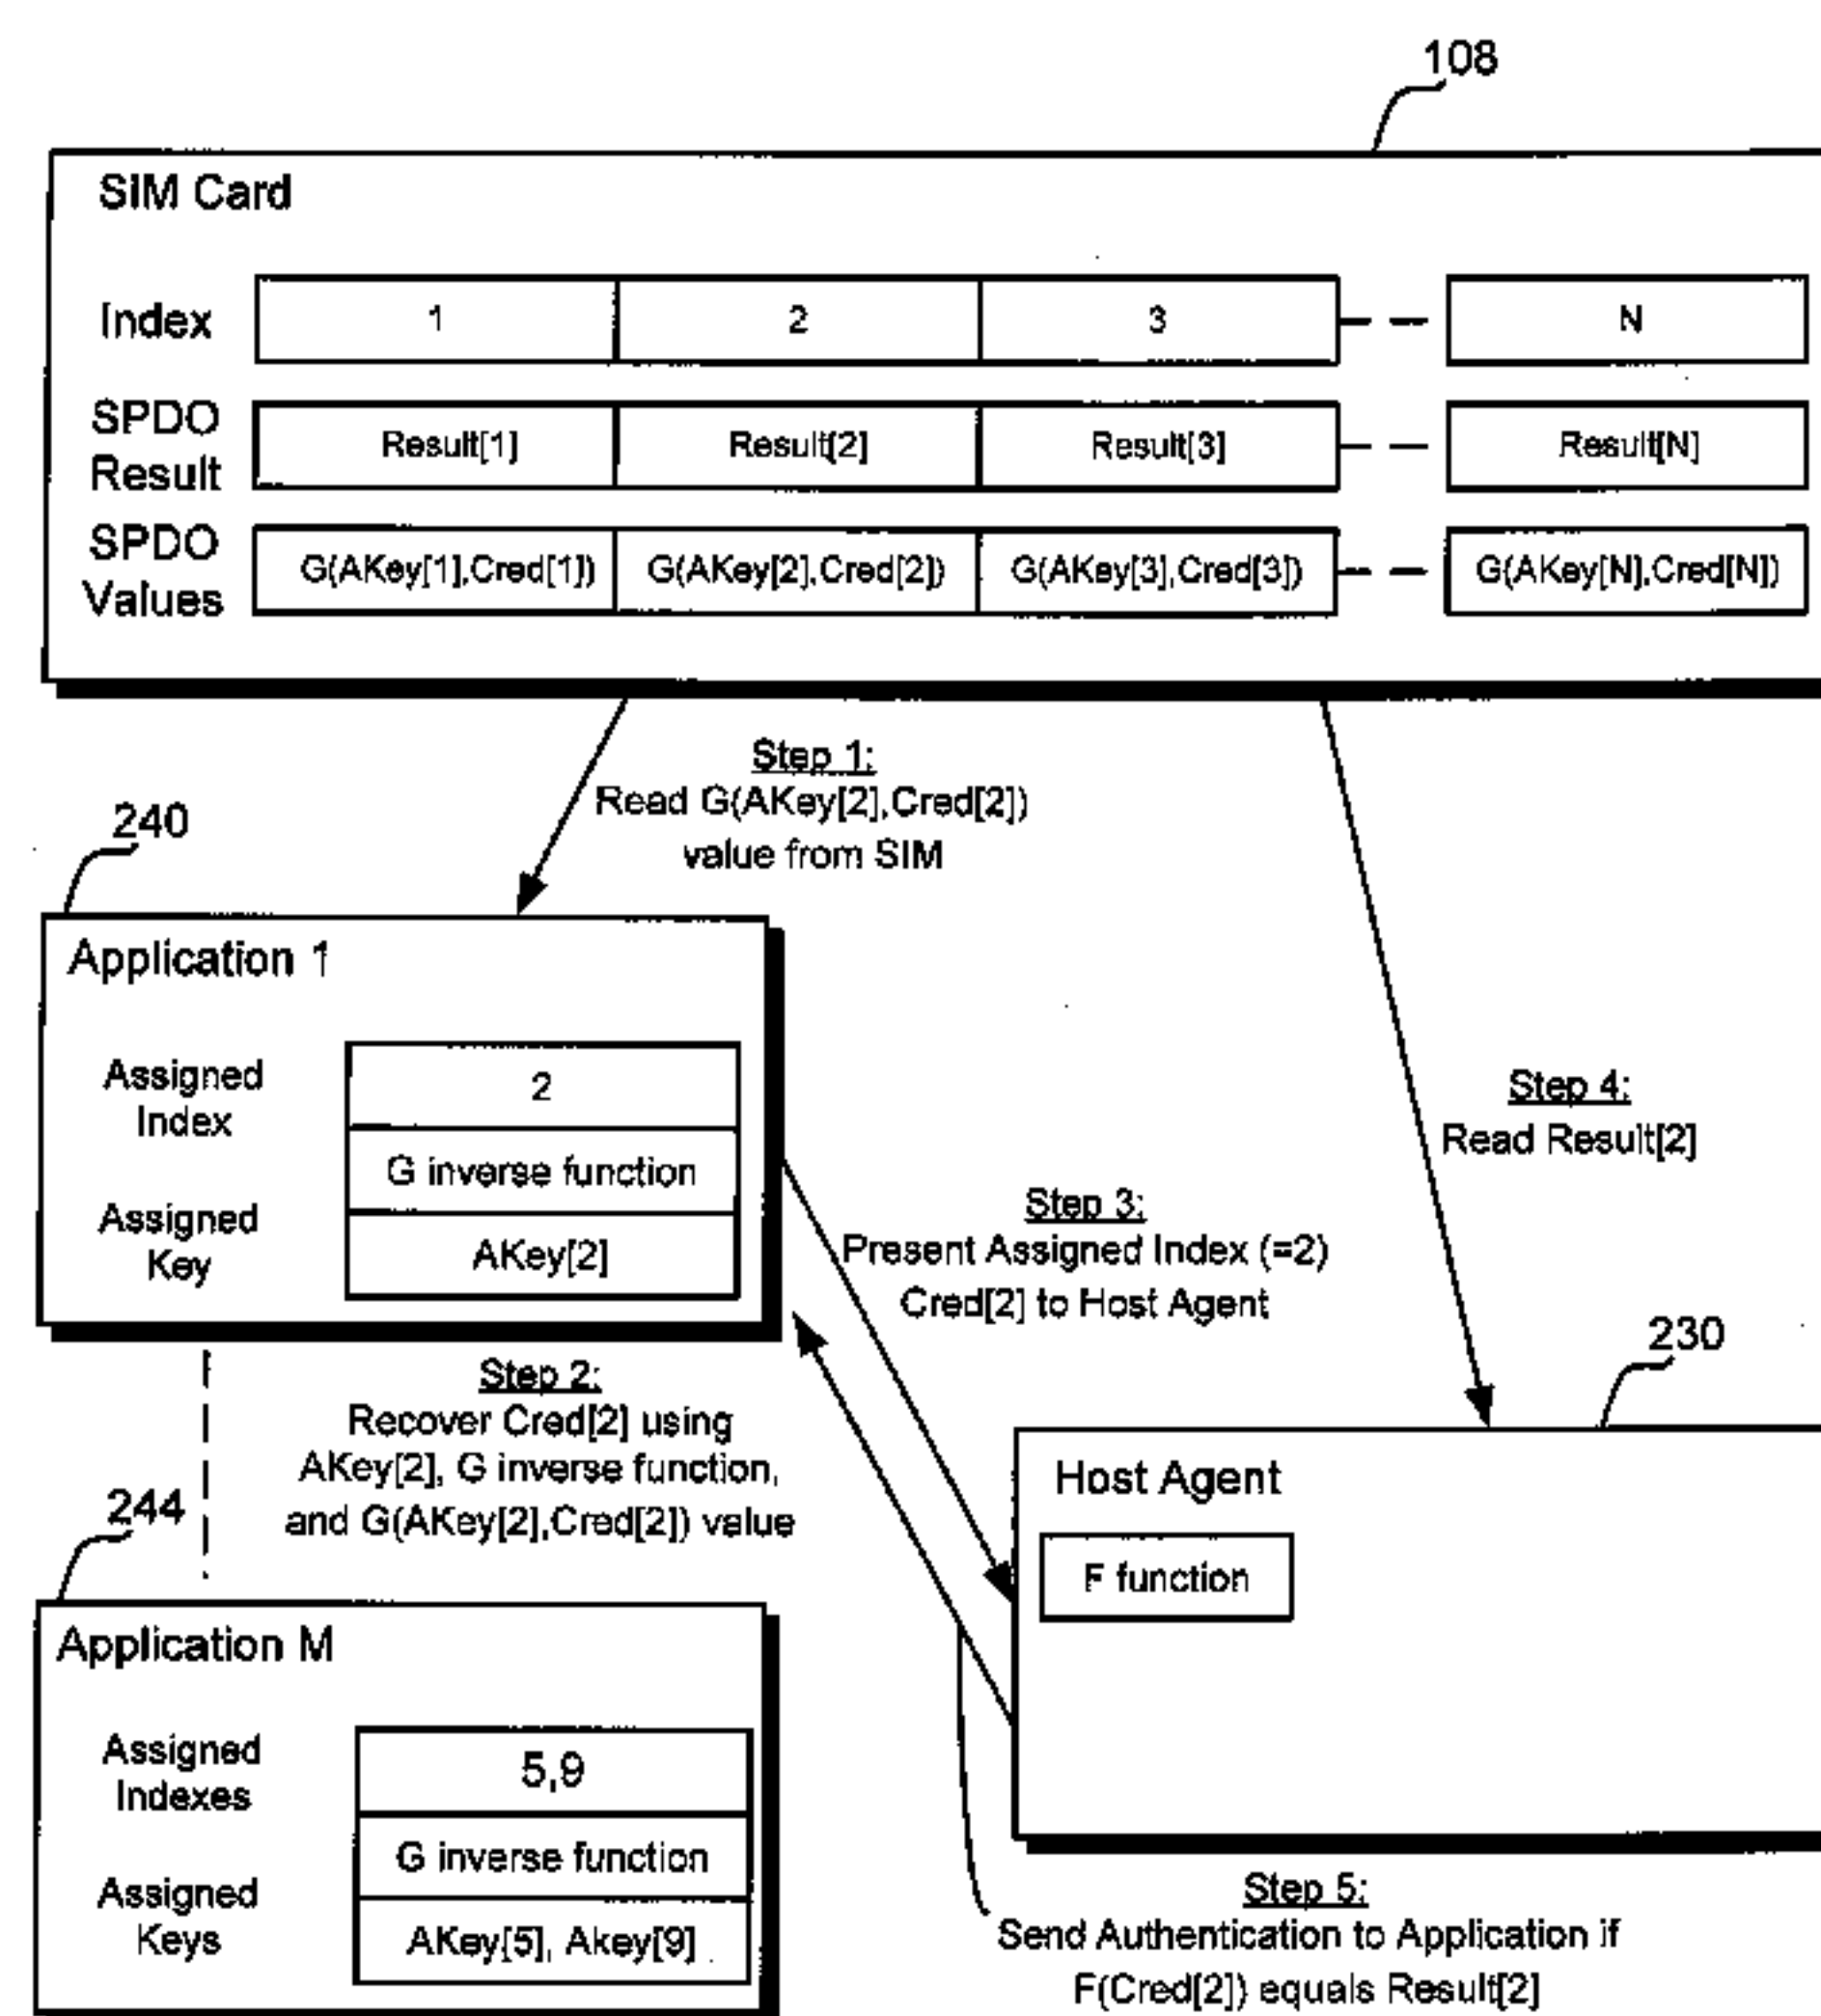 108
SIM Card
Index 1 2 3 N
SPDO
Result
Result[1] Result[2] Result[3] Result[N]
SPDO
Values
G(AKey[1],Cred[1]) G(AKey[2],Cred[2]) G(AKey[3],Cred[3]) G(AKey[N],Cred[N])
Step 1:
Read G(AKey[2],Cred[2])
value from SIM
240
Application 1
Assigned
Index
2
G inverse function
Assigned
Key
AKey[2]
Step 4:
Read Result[2]
Step 3:
Present Assigned Index (=2)
Cred[2] to Host Agent
230
Step 2:
Recover Cred[2] using
AKey[2], G inverse function,
and G(AKey[2],Cred[2]) value
Host Agent
F function
244
Application M
Assigned
Indexes
5,9
G inverse function
Assigned
Keys
AKey[5], Akey[9]
Step 5:
Send Authentication to Application if
F(Cred[2]) equals Result[2]